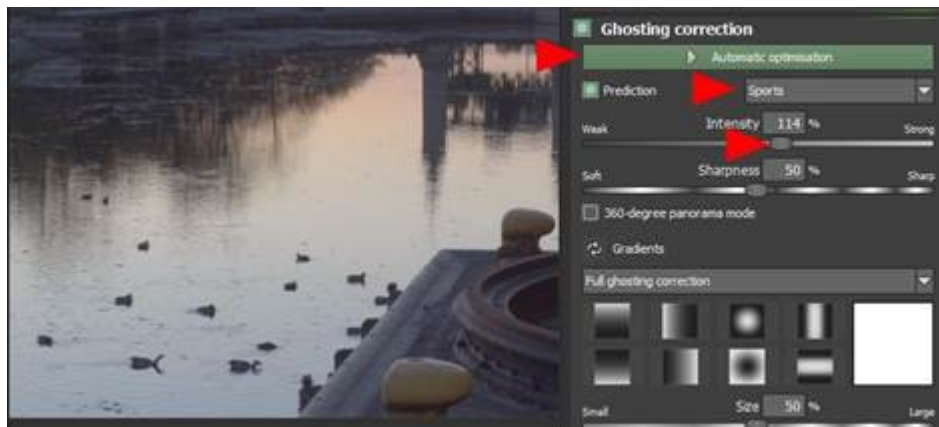 Ghosting correction
Automatic optimisation
Prediction Sports
Weak Intensity 114 % Strong
Soft Sharpness 50 % Sharp
360-degree panorama mode
Gradients
Full ghosting correction
Small Size 50 % Large